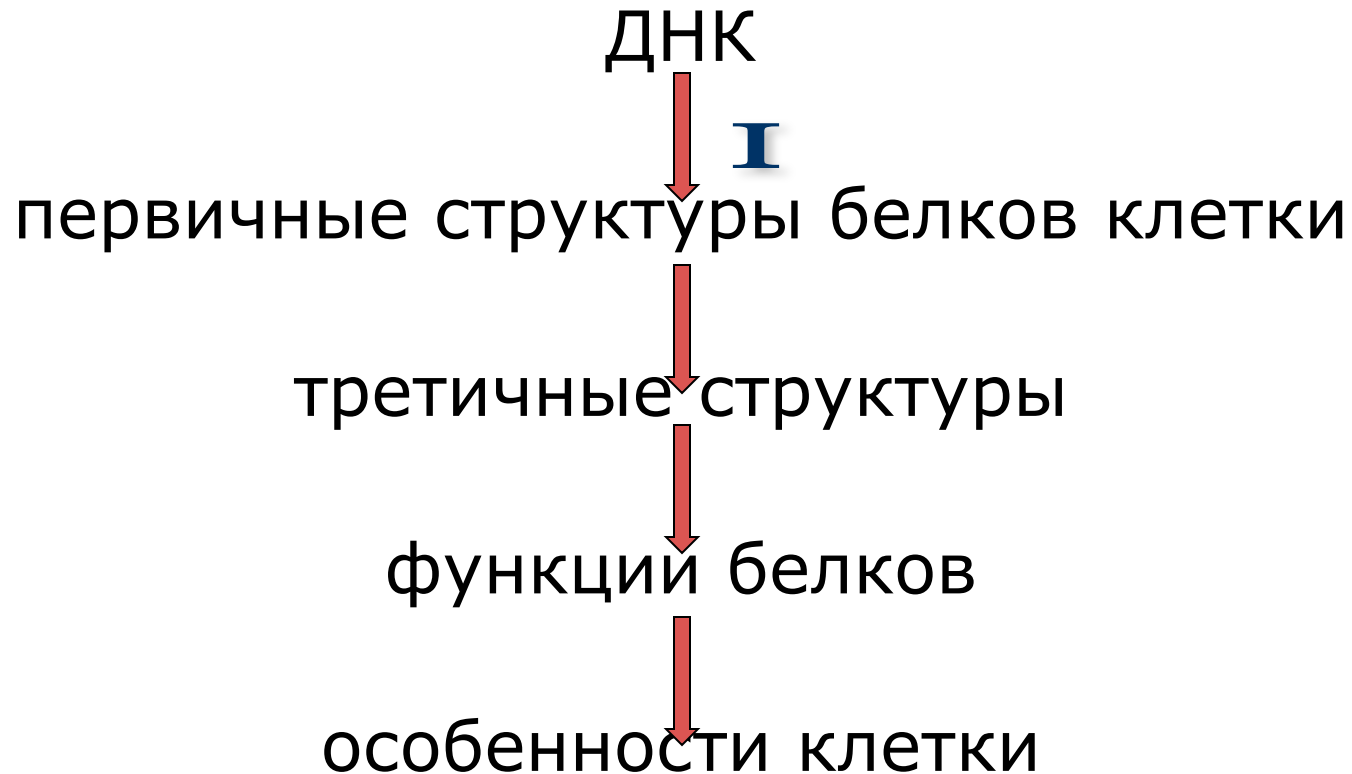 ДНК
I
первичные структуры белков клетки
третичные структуры
функции белков
особенности клетки